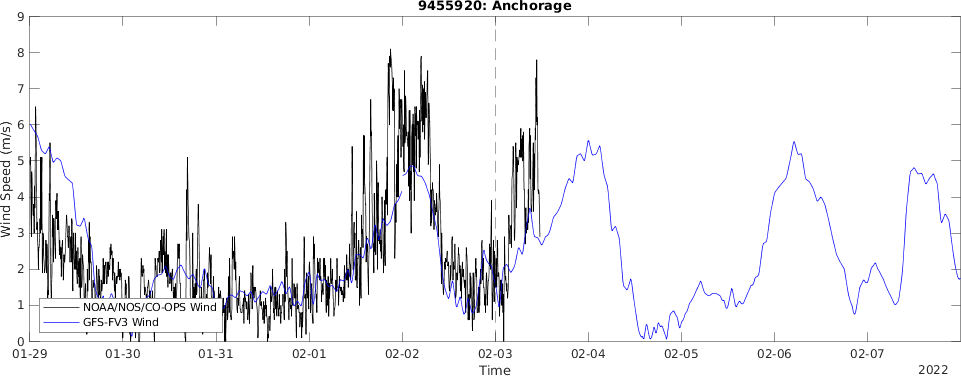 9455920: Anchorage
9
8
7
6
5
4
3
2
1
0
Wind Speed (m/s)
NOAA/NOS/CO-OPS Wind
GFS-FV3 Wind
01-29 01-30 01-31 02-01 02-02 02-03 02-04 02-05 02-06 02-07
Time
2022